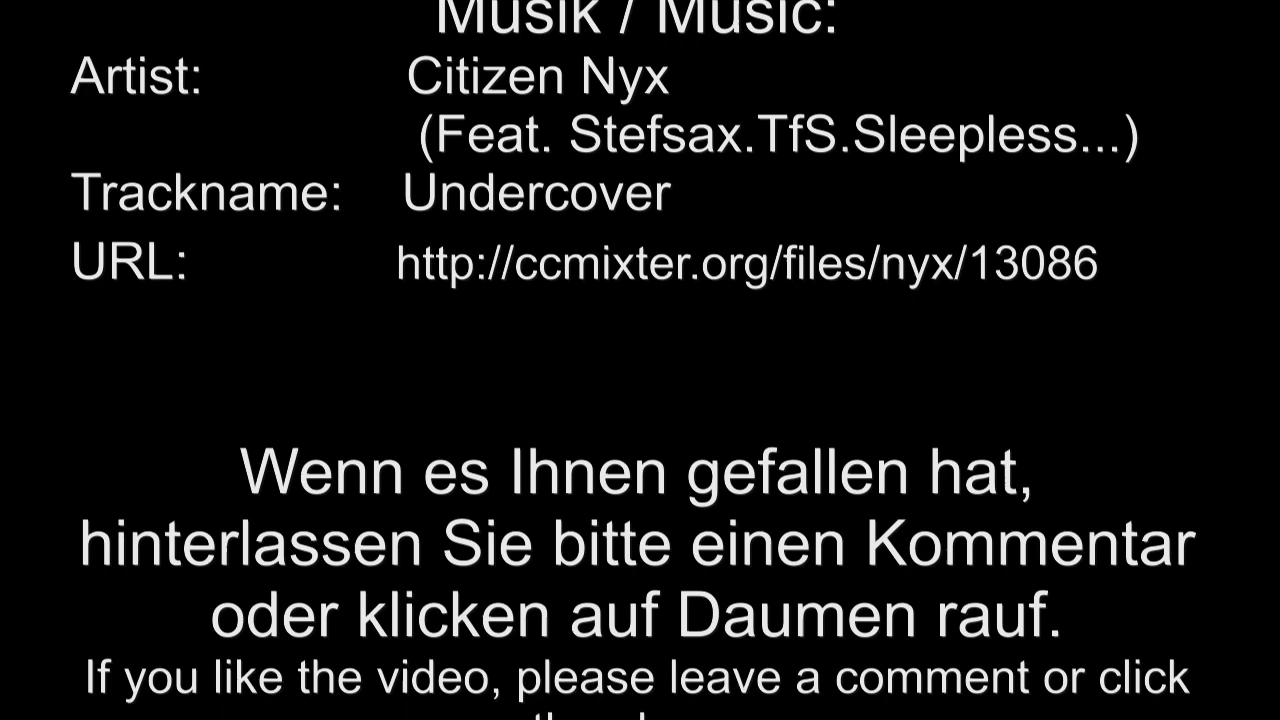 Musik / Music:
Artist: Citizen Nyx
(Feat. Stefsax.TfS.Sleepless...)
Trackname: Undercover
URL: http://ccmixter.org/files/nyx/13086
Wenn es Ihnen gefallen hat,
hinterlassen Sie bitte einen Kommentar
oder klicken auf Daumen rauf.
If you like the video, please leave a comment or click